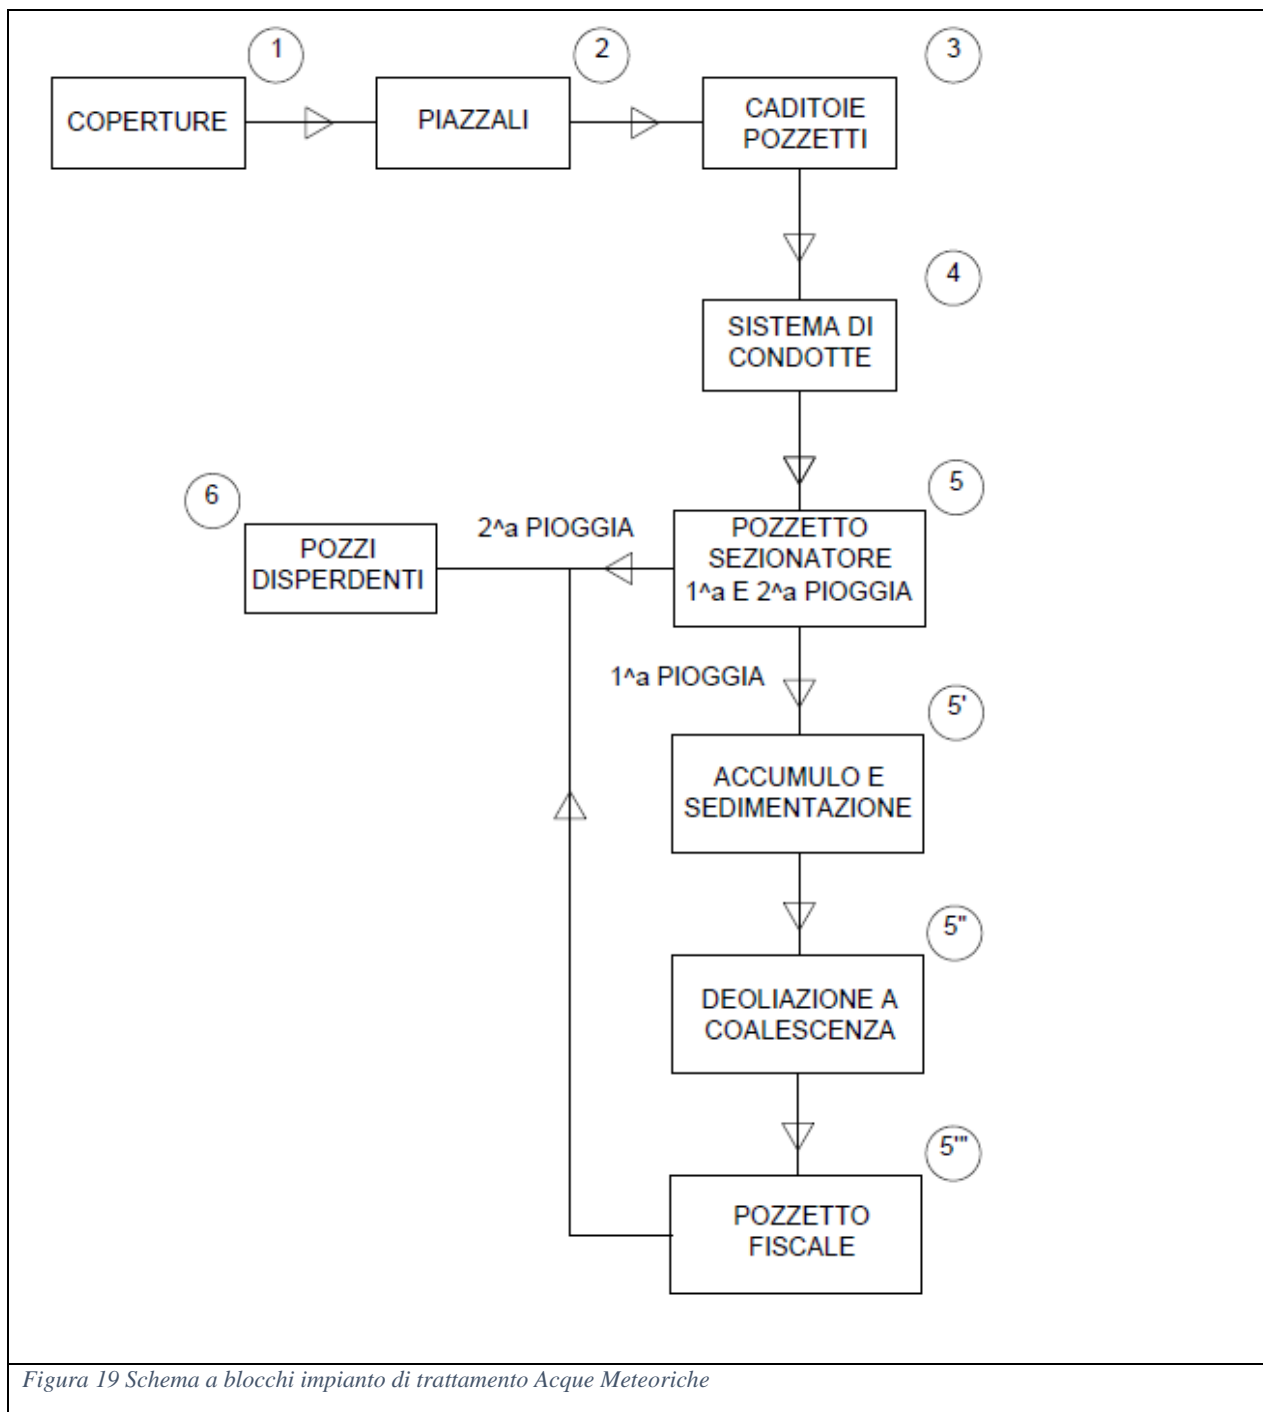 1
COPERTURE
2
PIAZZALI
3
CADITOIE
POZZETTI
4
SISTEMA DI
CONDOTTE
5
POZZETTO
SEZIONATORE
1^a E 2^a PIOGGIA
2^a PIOGGIA
6
POZZI
DISPERDENTI
1^a PIOGGIA
5'
ACCUMULO E
SEDIMENTAZIONE
5"
DEOLIAZIONE A
COALESCENZA
5'"
POZZETTO
FISCALE
Figura 19 Schema a blocchi impianto di trattamento Acque Meteoriche